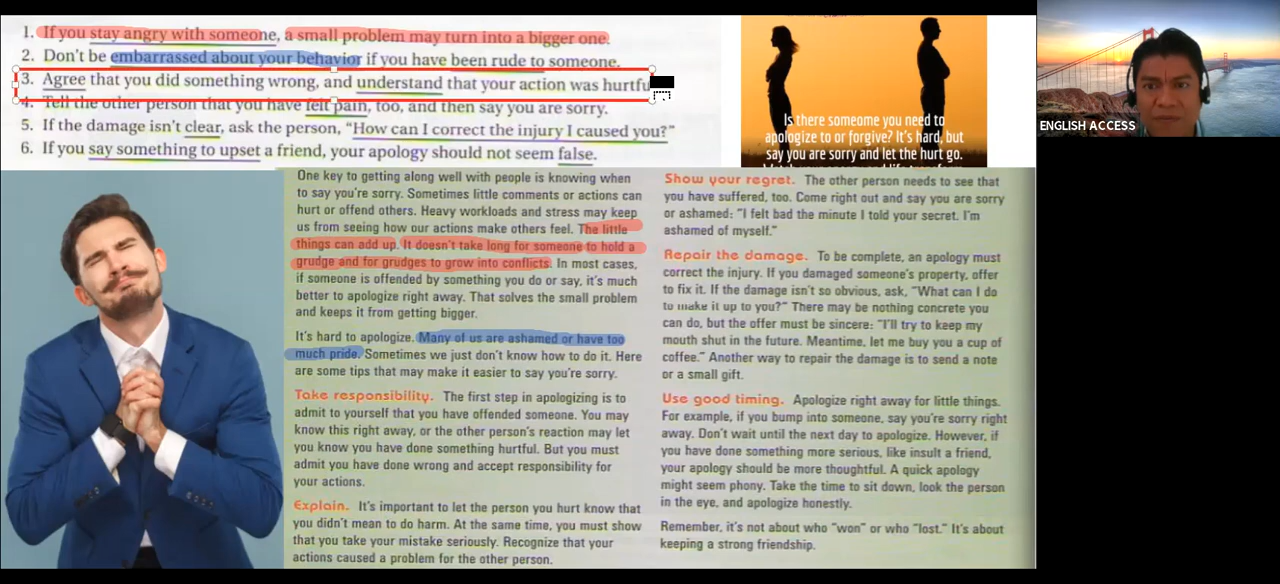 1. If you stay angry with someone, a small problem may turn into a bigger one.
2. Don't be embarrassed about your behavior if you have been rude to someone.
3. Agree that you did something wrong, and understand that your action was hurtfu
4. Tell the other person that you have felt pain, too, and then say you are sorry.
5. If the damage isn't clear, ask the person, "How can I correct the injury I caused you?"
6. If you say something to upset a friend, your apology should not seem false.
Is there someome you need to
apologize to or forgive? It's hard, but
say you are sorry and let the hurt go.
ENGLISH ACCESS
One key to getting along well with people is knowing when
to say you're sorry. Sometimes little comments or actions can
hurt or offend others. Heavy workloads and stress may keep
us from seeing how our actions make others feel. The little
things can add up. It doesn't take long for someone to hold a
grudge and for grudges to grow into conflicts. In most cases,
if someone is offended by something you do or say, it's much
better to apologize right away. That solves the small problem
and keeps it from getting bigger.
It's hard to apologize. Many of us are ashamed or have too
much pride. Sometimes we just don't know how to do it. Here
are some tips that may make it easier to say you're sorry.
Take responsibility. The first step in apologizing is to
admit to yourself that you have offended someone. You may
know this right away, or the other person's reaction may let
you know you have done something hurtful. But you must
admit you have done wrong and accept responsibility for
your actions.
Explain. It's important to let the person you hurt know that
you didn't mean to do harm. At the same time, you must show
that you take your mistake seriously. Recognize that your
actions caused a problem for the other person.
Show your regret. The other person needs to see that
you have suffered, too. Come right out and say you are sorry
or ashamed: "I felt bad the minute I told your secret. I'm
ashamed of myself."
Repair the damage. To be complete, an apology must
correct the injury. If you damaged someone's property, offer
to fix it. If the damage isn't so obvious, ask, "What can I do
to make it up to you?" There may be nothing concrete you
can do, but the offer must be sincere: "I'll try to keep my
mouth shut in the future. Meantime, let me buy you a cup of
coffee." Another way to repair the damage is to send a note
or a small gift.
Use good timing. Apologize right away for little things.
For example, if you bump into someone, say you're sorry right
away. Don't wait until the next day to apologize. However, if
you have done something more serious, like insult a friend,
your apology should be more thoughtful. A quick apology
might seem phony. Take the time to sit down, look the person
in the eye, and apologize honestly.
Remember, it's not about who "won" or who "lost." It's about
keeping a strong friendship.